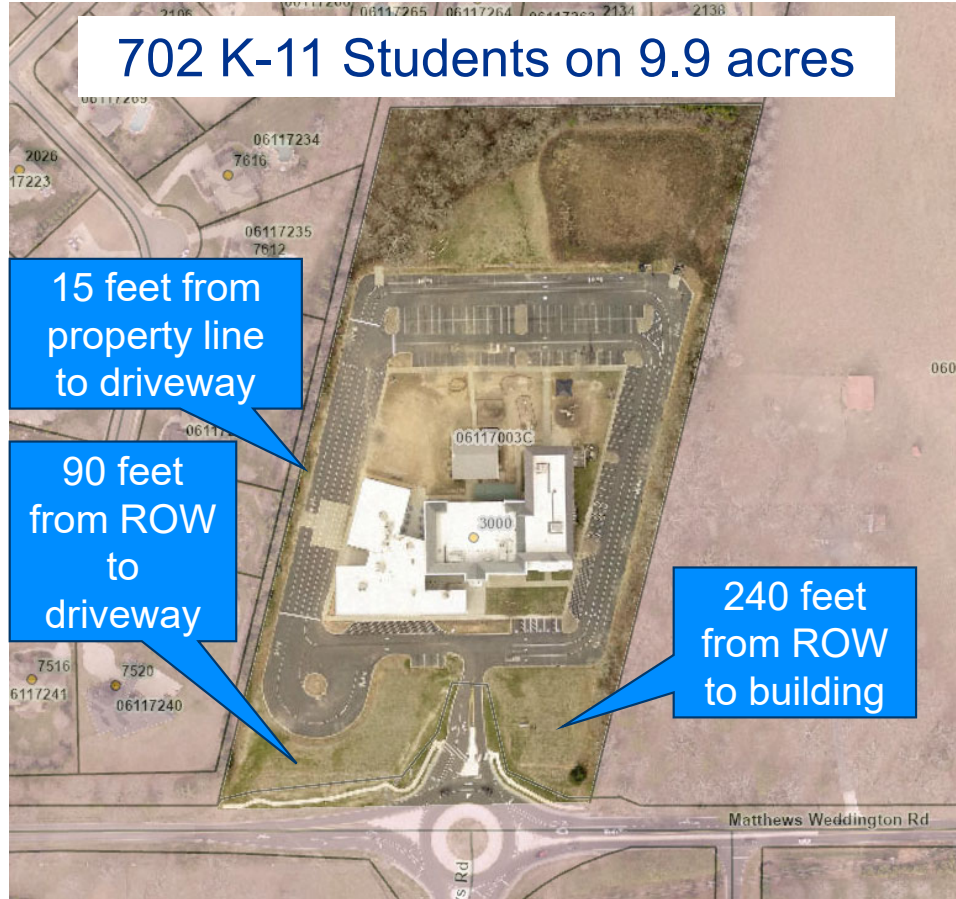 06117265
06117264
2134
2138
702 K-11 Students on 9.9 acres
06117269
06117234
7616
2026
17223
06117235
7612
15 feet from
property line
to driveway
060
06117003C
90 feet
from ROW
to
driveway
3000
240 feet
from ROW
to building
7516
7520
6117241
06117240
Matthews Weddington Rd
Rd